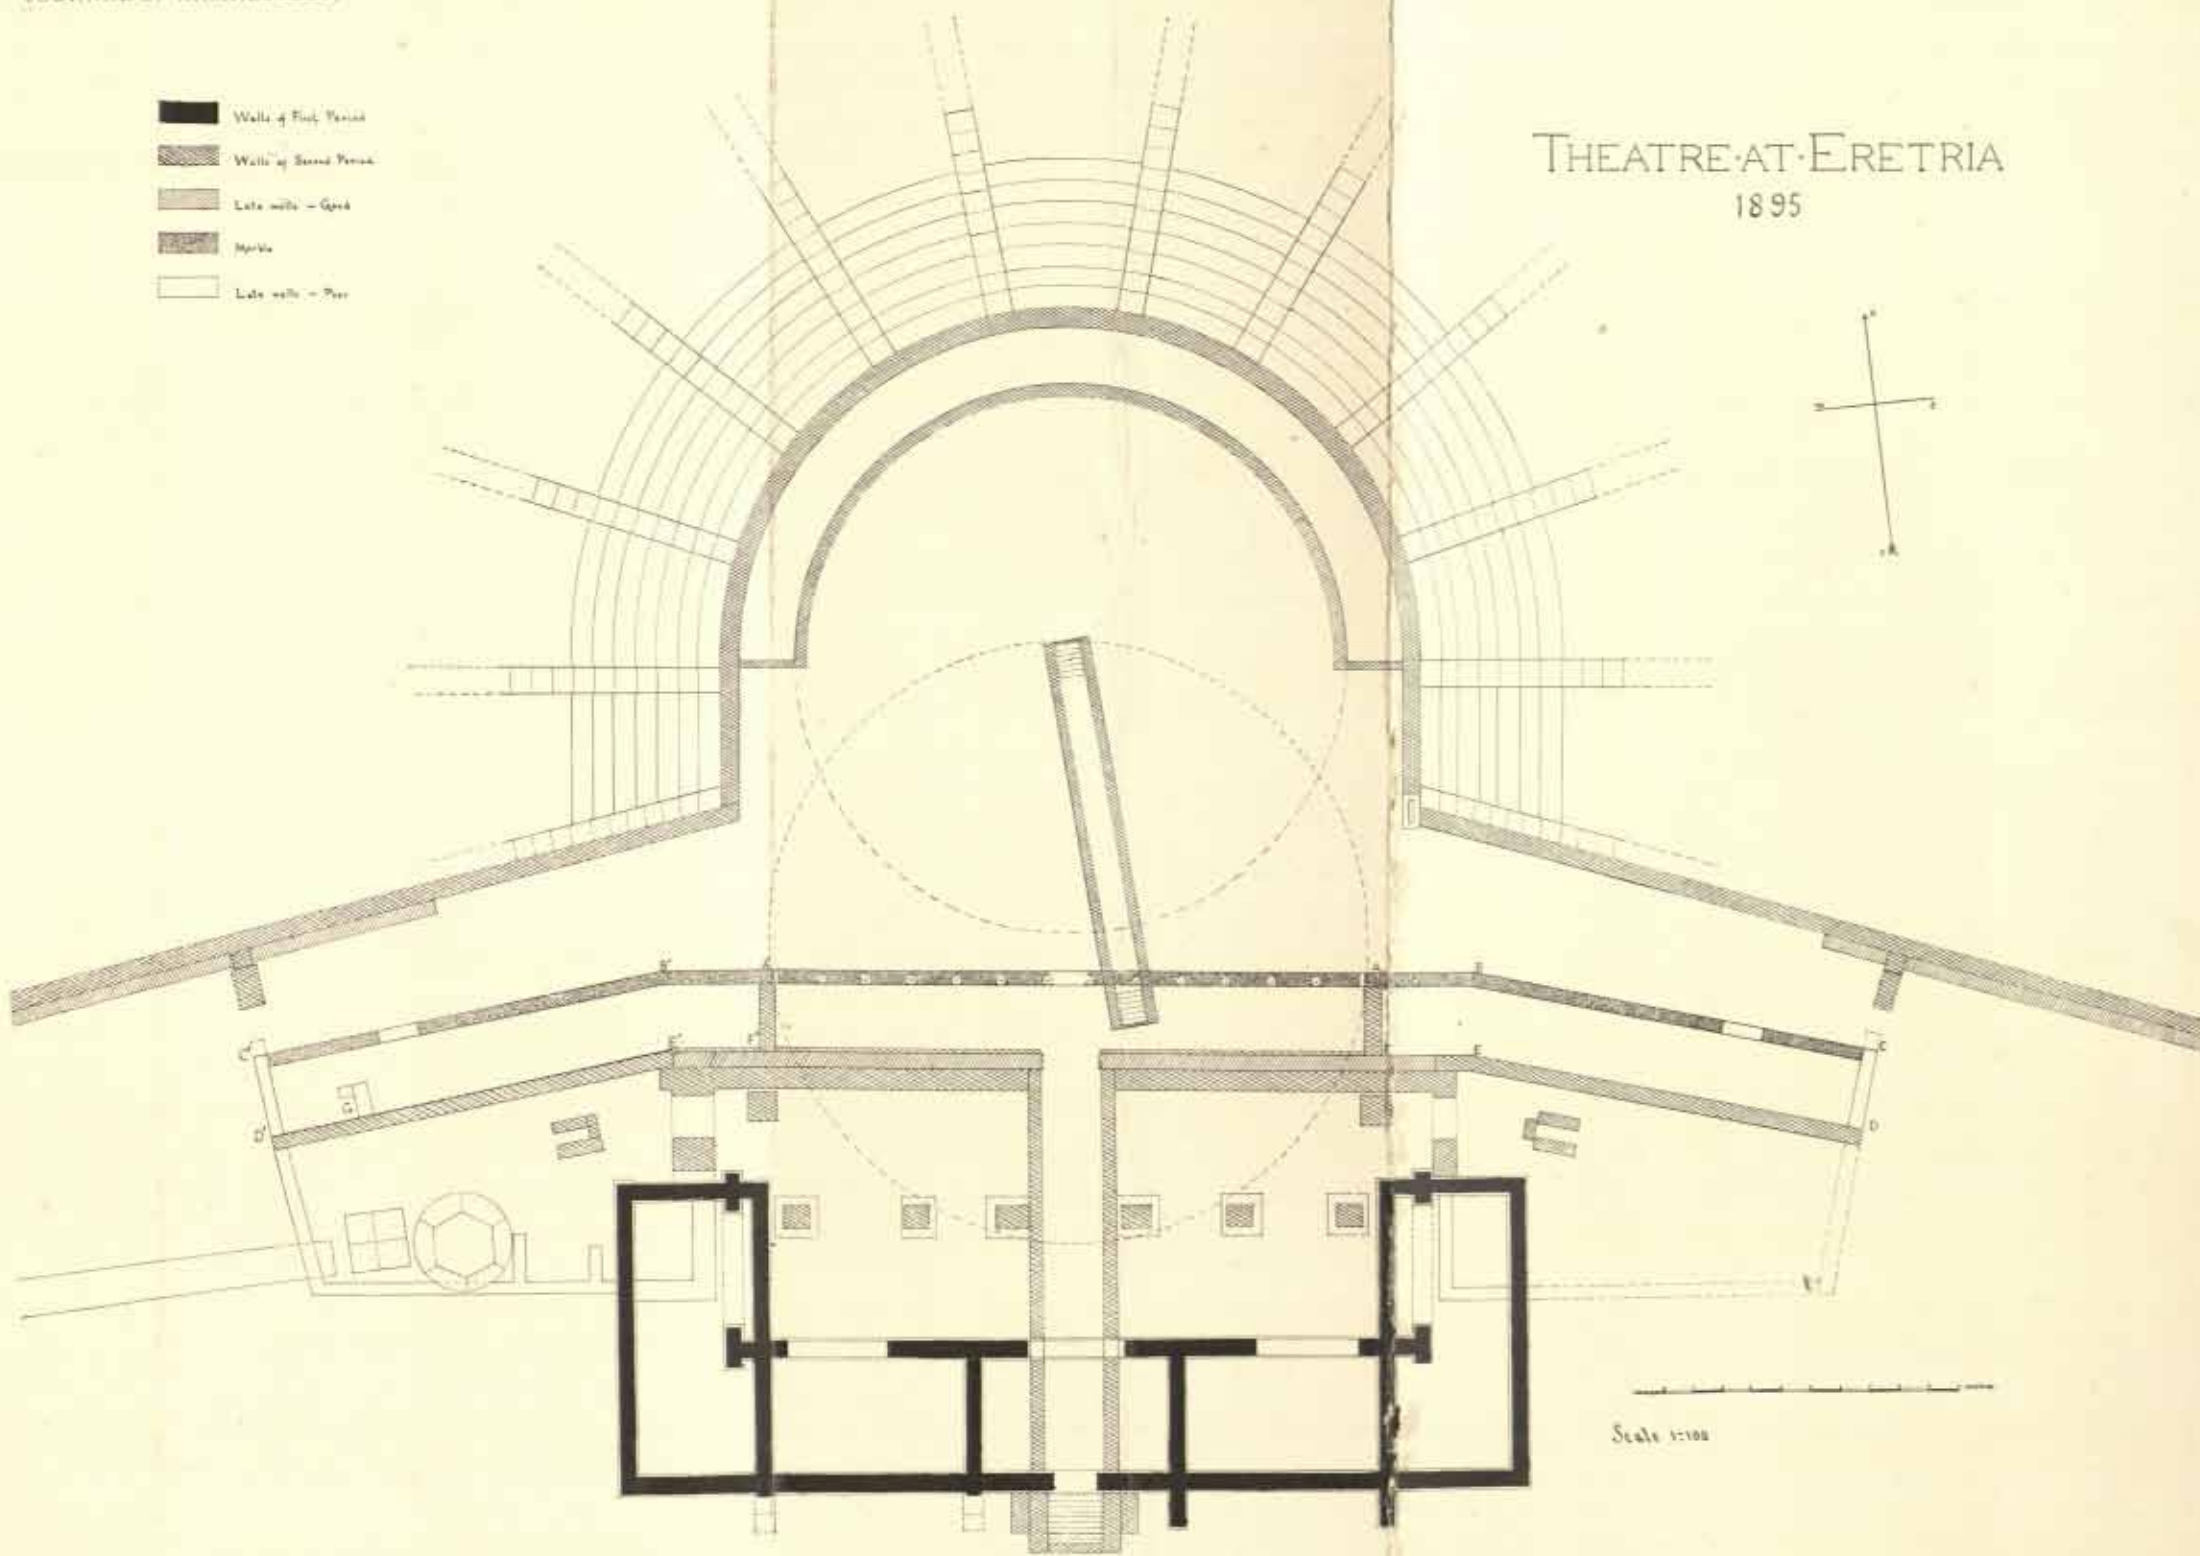 Walls of First Period
Walls of Second Period
Late walls - Good
Marble
Late walls - Poor
THEATRE·AT·ERETRIA
1895
B'
A
B
C'
E'
F'
E
C
D'
D
Scale 1:100